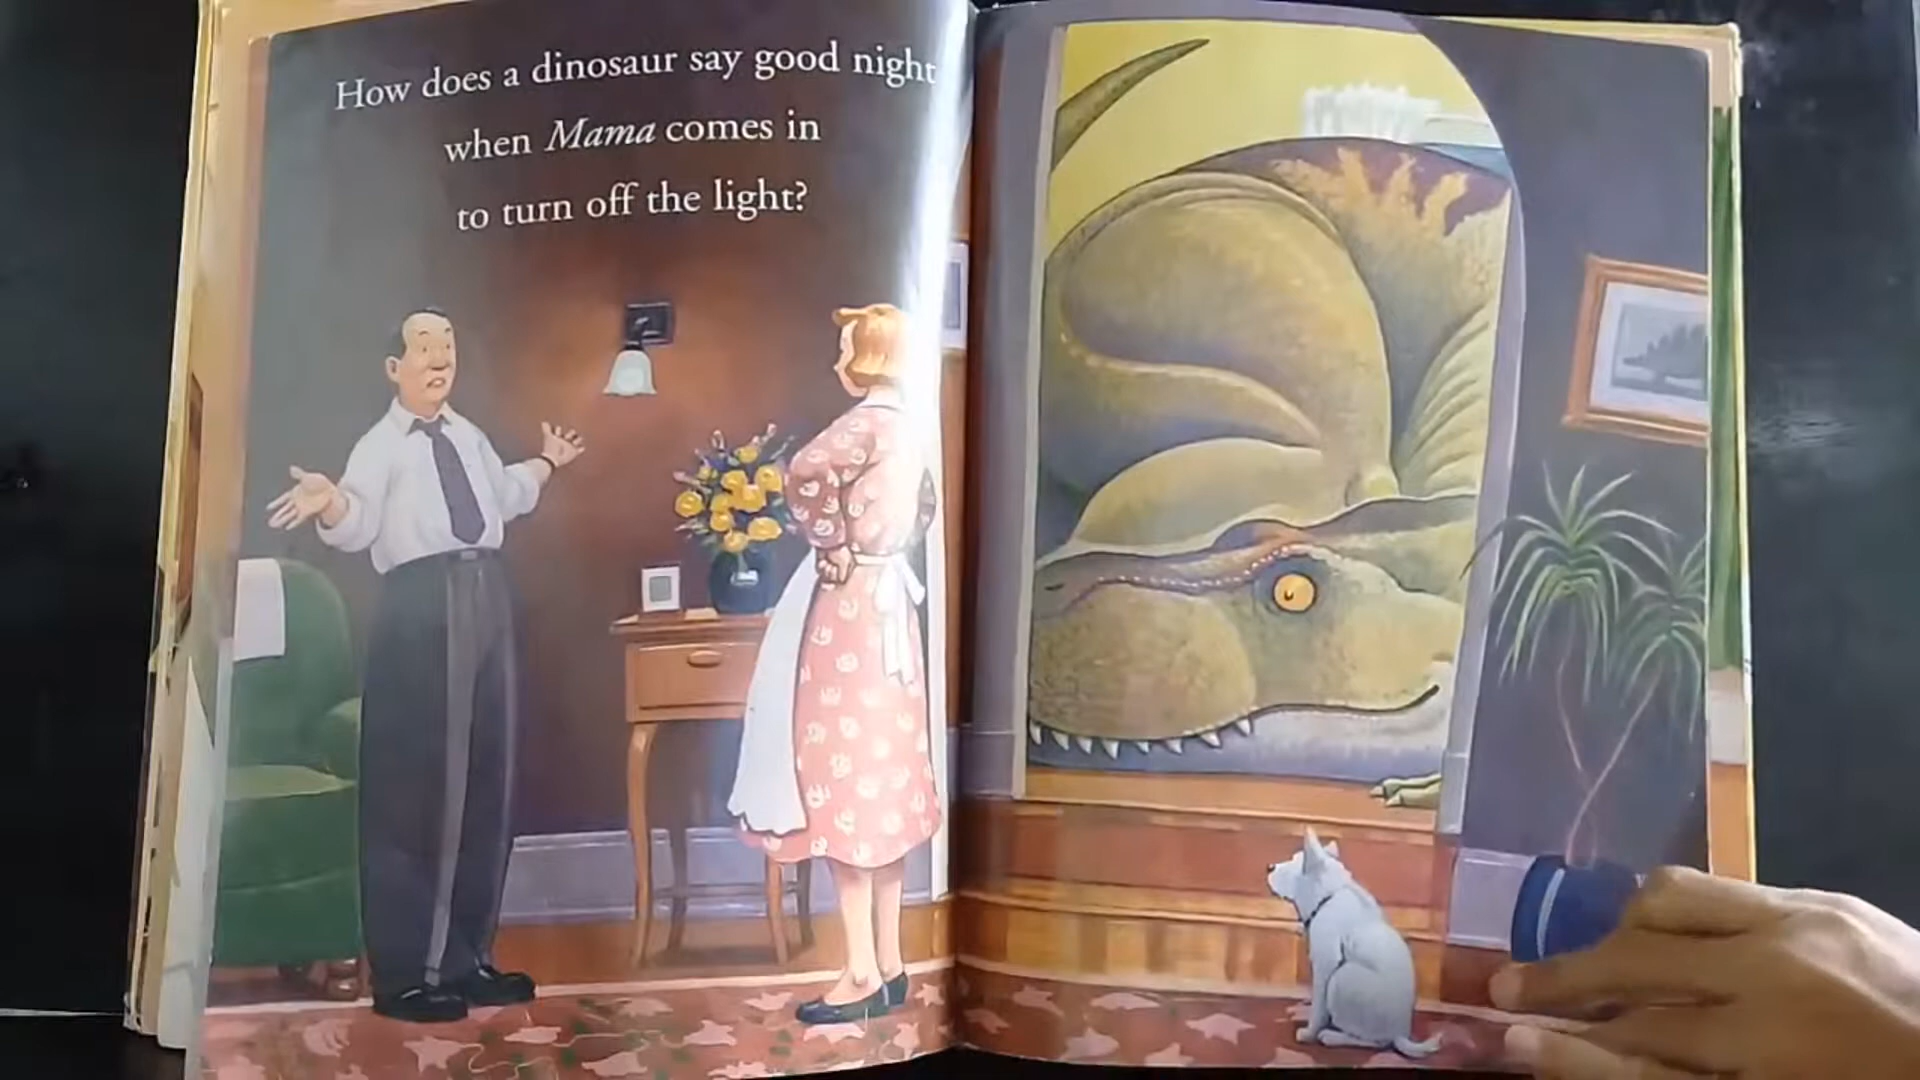 How does a dinosaur say good night
when Mama comes in
to turn off the light?